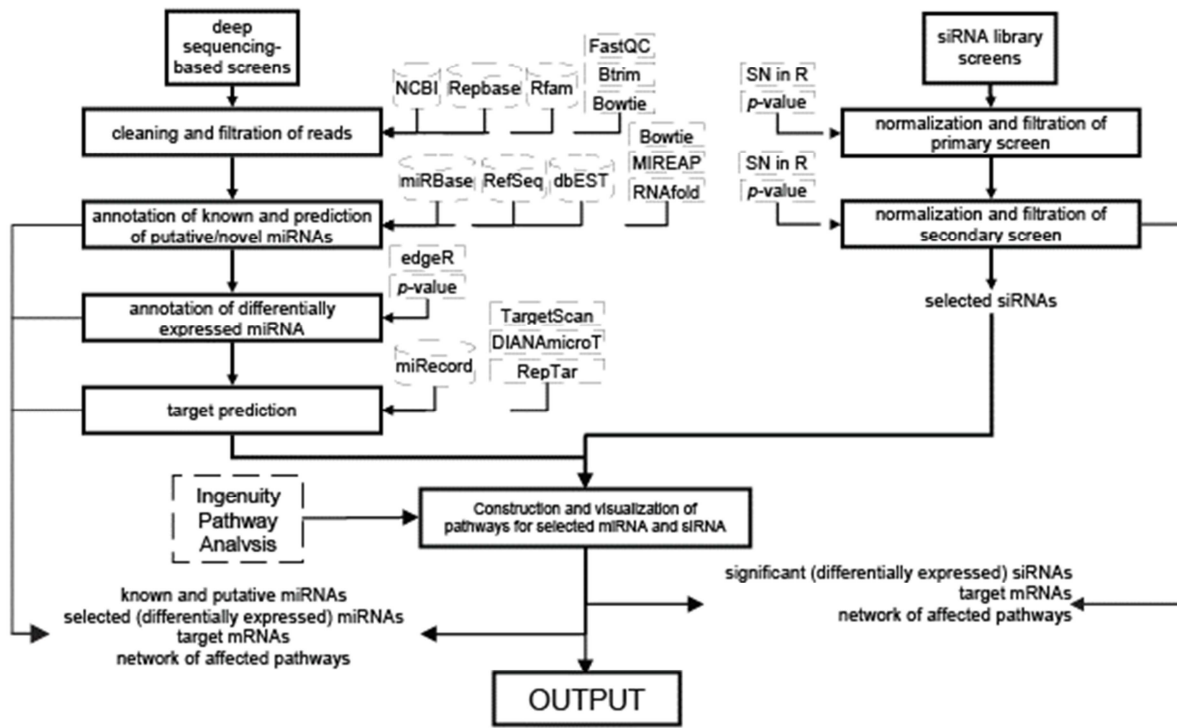 deep
sequencing-
based screens
siRNA library
screens
FastQC
Btrim
Bowtie
NCBI
Repbase
Rfam
SN in R
p-value
cleaning and filtration of reads
normalization and filtration of
primary screen
Bowtie
MIREAP
RNAfold
miRBase
RefSeq
dbEST
SN in R
p-value
annotation of known and prediction
of putative/novel miRNAs
normalization and filtration of
secondary screen
edgeR
p-value
selected siRNAs
annotation of differentially
expressed miRNA
TargetScan
DIANAmicroT
RepTar
miRecord
target prediction
Ingenuity
Pathway
Analysis
Construction and visualization of
pathways for selected miRNA and siRNA
known and putative miRNAs
selected (differentially expressed) miRNAs
target mRNAs
network of affected pathways
significant (differentially expressed) siRNAs
target mRNAs
network of affected pathways
OUTPUT